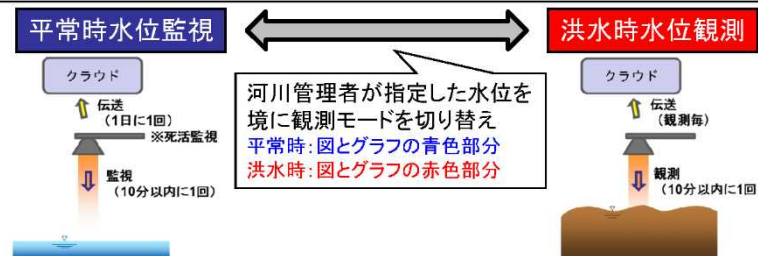 平常時水位監視
洪水時水位観測
クラウド
伝送
(1日に1回)
※死活監視
監視
(10分以内に1回)
河川管理者が指定した水位を
境に観測モードを切り替え
平常時:図とグラフの青色部分
洪水時:図とグラフの赤色部分
クラウド
伝送
(観測毎)
観測
(10分以内に1回